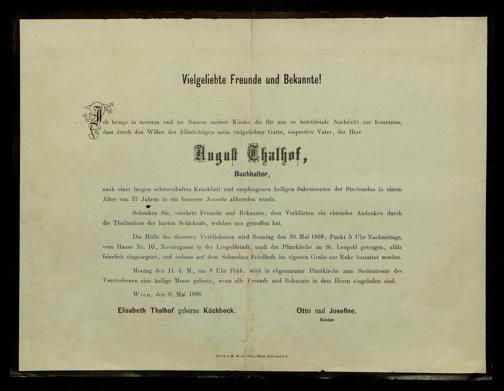 Vielgeliebte Freunde und Bekannte!
Ich bringe in meinem und im Namen meiner Kinder die für uns so betrübende Nachricht zur Kenntniss,
dass durch den Willen des Allmächtigen mein vielgeliebter Gatte, respective Vater, der Herr
August Thalhof,
Buchhalter,
nach einer langen schmerzhaften Krankheit und empfangenen heiligen Sakramenten der Sterbenden in einem
Alter von 37 Jahren in ein besseres Jenseits abberufen wurde.
Schenken Sie, verehrte Freunde und Bekannte, dem Verklärten ein ehrendes Andenken durch
die Theilnahme des harten Schicksals, welches uns getroffen hat.
Die Hülle des theueren Verblichenen wird Sonntag den 10. Mai 1868, Punkt 5 Uhr Nachmittags,
vom Hause Nr. 10, Novaragasse in der Leopoldstadt, nach der Pfarrkirche zu St. Leopold getragen, allda
feierlich eingesegnet, und sodann auf dem Schmelzer Friedhofe im eigenen Grabe zur Ruhe bestattet werden.
Montag den 11. d. M., um 8 Uhr Früh, wird in obgenannter Pfarrkirche zum Seelentroste des
Verstorbenen eine heilige Messe gelesen, wozu alle Freunde und Bekannte in dem Herrn eingeladen sind.
Wien, den 9. Mai 1868.
Elisabeth Thalhof geborne Küchbeck.
Otto und Josefine,
Kinder